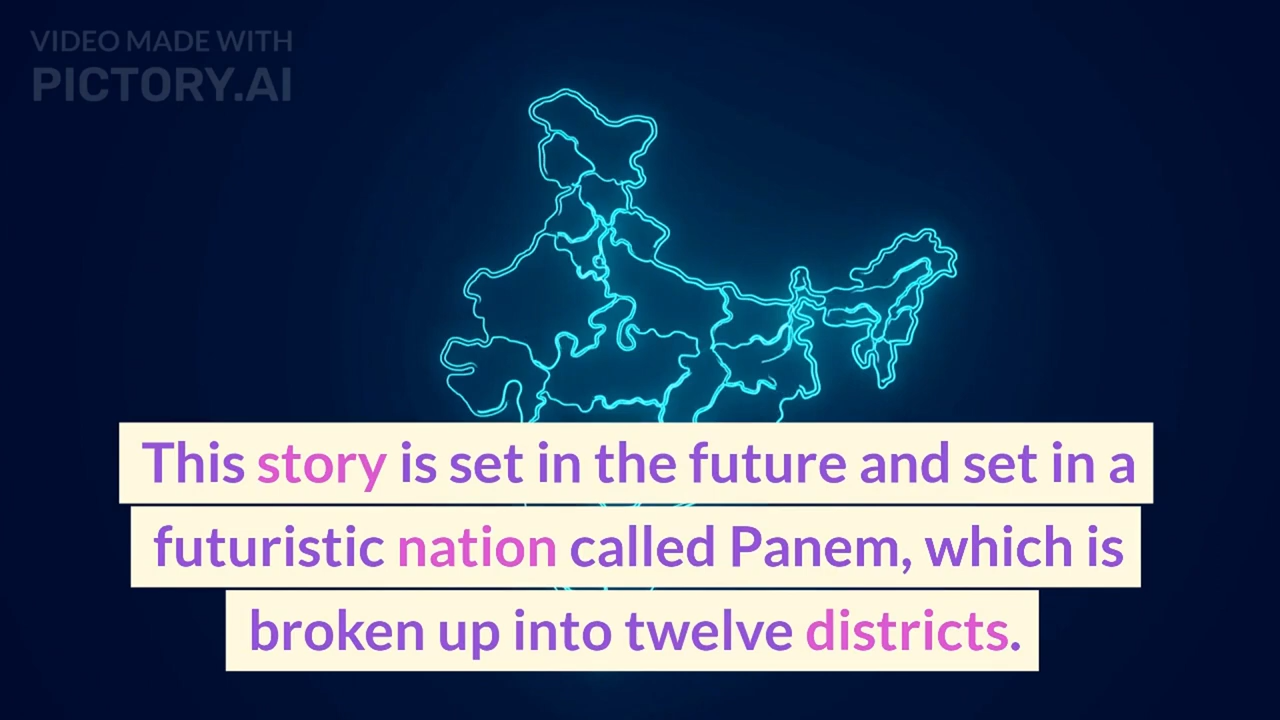 VIDEO MADE WITH
PICTORY.AI
This story is set in the future and set in a
futuristic nation called Panem, which is
broken up into twelve districts.